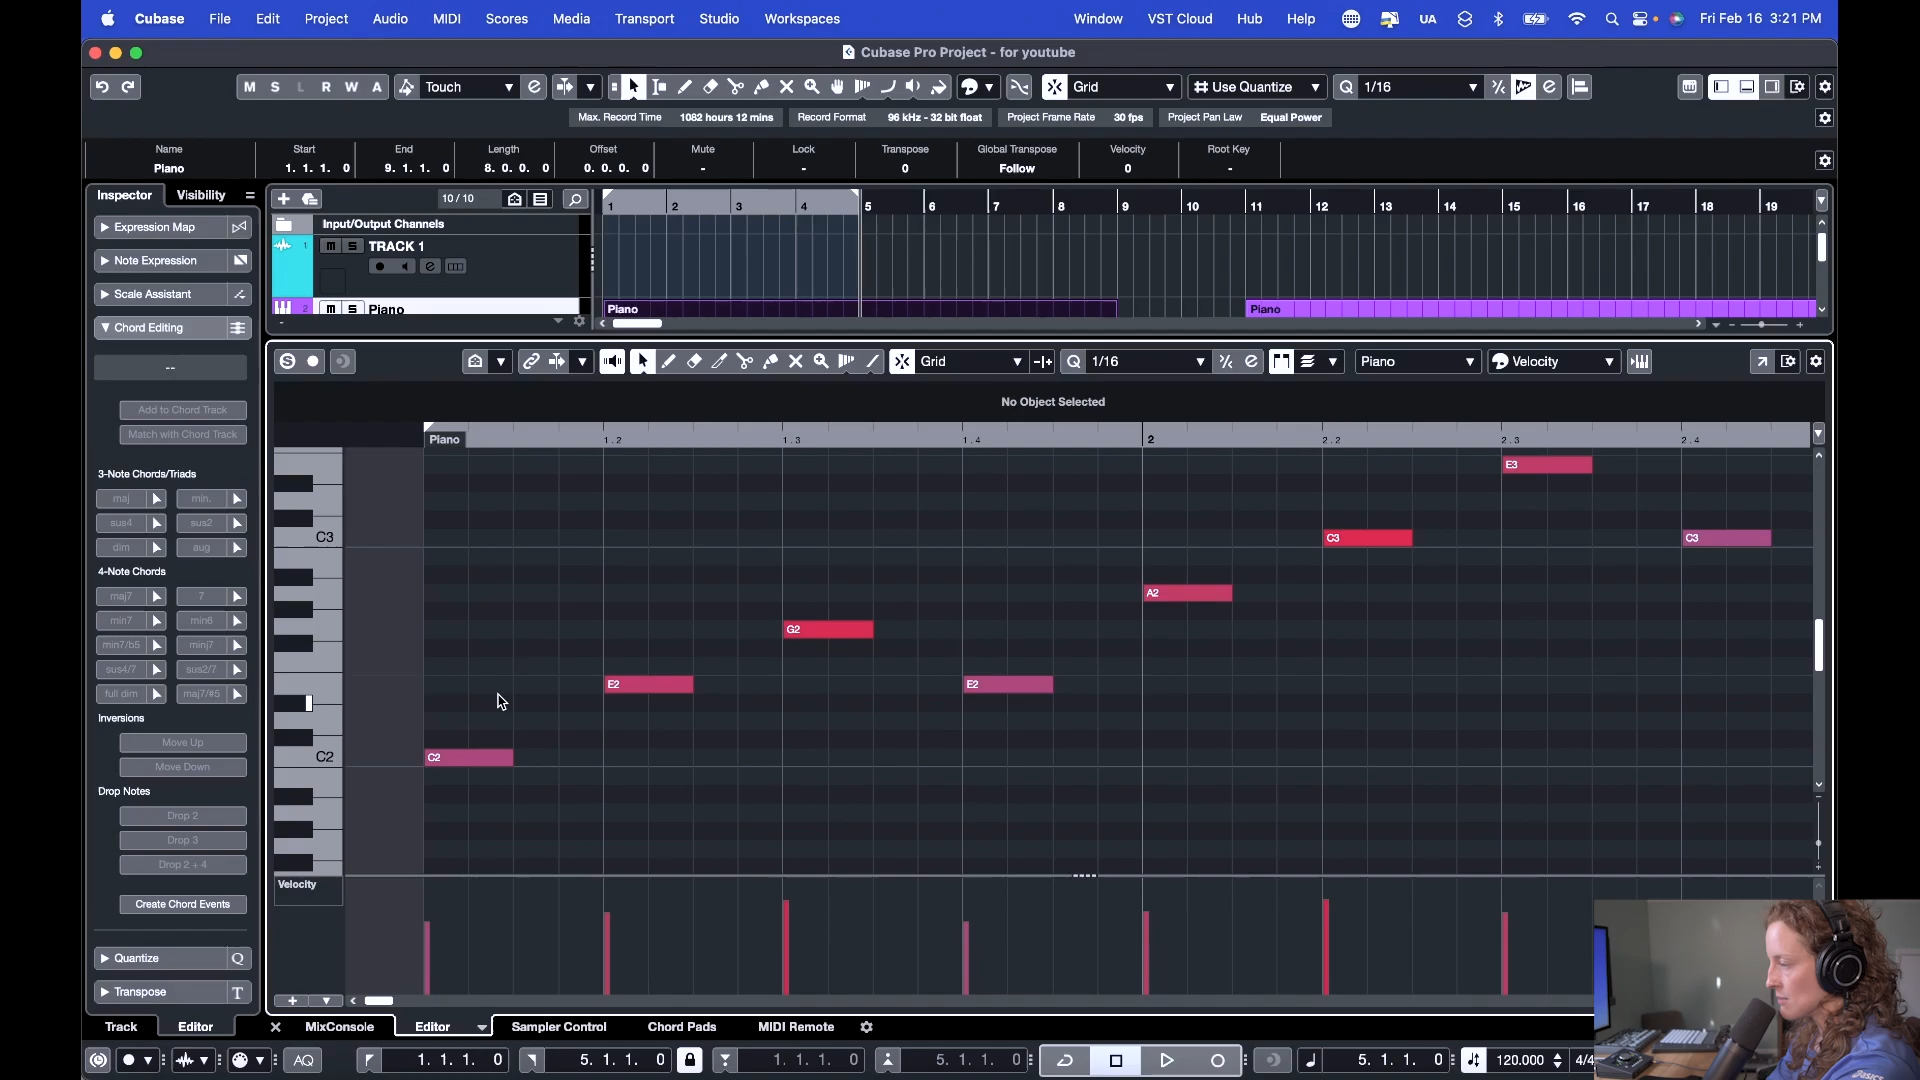 Cubase File Edit Project Audio MIDI Scores Media Transport Studio Workspaces Window VST Cloud Hub Help UA Fri Feb 16 3:21 PM
Cubase Pro Project - for youtube
M S L R W A Touch Grid Use Quantize Q 1/16
Max. Record Time 1082 hours 12 mins Record Format 96 kHz - 32 bit float Project Frame Rate 30 fps Project Pan Law Equal Power
Name Start End Length Offset Mute Lock Transpose Global Transpose Velocity Root Key
Piano 1. 1. 1. 0 9. 1. 1. 0 8. 0. 0. 0 0. 0. 0. 0 - - 0 Follow 0 -
Inspector Visibility 10 / 10 1 2 3 4 5 6 7 8 9 10 11 12 13 14 15 16 17 18 19
Expression Map Input/Output Channels
1 m S TRACK 1
Note Expression
Scale Assistant
2 m S Piano Piano Piano
Chord Editing
--
Grid Q 1/16 Piano Velocity
No Object Selected
Add to Chord Track
Match with Chord Track
Piano 1.2 1.3 1.4 2 2.2 2.3 2.4
3-Note Chords/Triads
maj min.
sus4 sus2
dim aug
4-Note Chords
maj7 7
min7 min6
min7/b5 minj7
sus4/7 sus2/7
full dim maj7/#5
Inversions
Move Up
Move Down
Drop Notes
Drop 2
Drop 3
Drop 2 + 4
Create Chord Events
E3
C3 C3 C3
A2
G2
E2 E2
C2 C2
Velocity
Quantize Q
Transpose T
Track Editor MixConsole Editor Sampler Control Chord Pads MIDI Remote
AQ 1. 1. 1. 0 5. 1. 1. 0 1. 1. 1. 0 5. 1. 1. 0 5. 1. 1. 0 120.000 4/4
asics